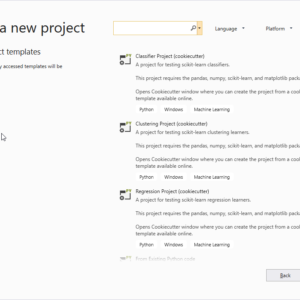 a new project
ct templates
y accessed templates will be
Language
Platform
Classifier Project (cookiecutter)
A project for testing scikit-learn classifiers.
This project requires the pandas, numpy, scikit-learn, and matplotlib pack
Opens Cookiecutter window where you can create the project from a coo
template available online.
Python Windows Machine Learning
Clustering Project (cookiecutter)
A project for testing scikit-learn clustering learners.
This project requires the pandas, numpy, scikit-learn, and matplotlib pack
Opens Cookiecutter window where you can create the project from a coo
template available online.
Python Windows Machine Learning
Regression Project (cookiecutter)
A project for testing scikit-learn regression learners.
This project requires the pandas, numpy, scikit-learn, and matplotlib pack
Opens Cookiecutter window where you can create the project from a coo
template available online.
Python Windows Machine Learning
From Existing Python code
Back